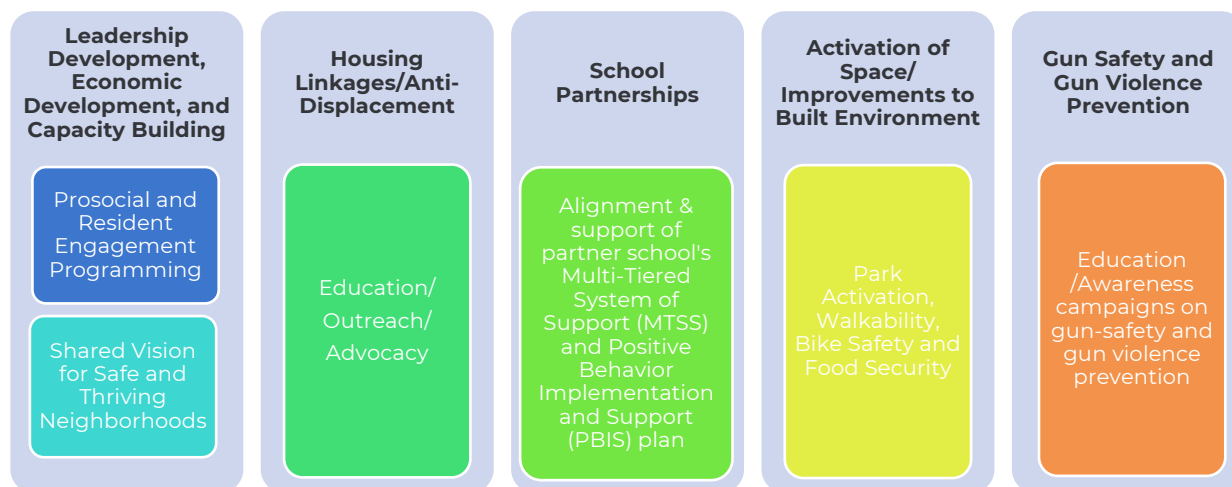 Leadership
Development,
Economic
Development, and
Capacity Building
Prosocial and
Resident
Engagement
Programming
Shared Vision
for Safe and
Thriving
Neighborhoods
Housing
Linkages/Anti-
Displacement
Education/
Outreach/
Advocacy
School
Partnerships
Alignment &
support of
partner school's
Multi-Tiered
System of
Support (MTSS)
and Positive
Behavior
Implementation
and Support
(PBIS) plan
Activation of
Space/
Improvements to
Built Environment
Park
Activation,
Walkability,
Bike Safety and
Food Security
Gun Safety and
Gun Violence
Prevention
Education
/Awareness
campaigns on
gun-safety and
gun violence
prevention